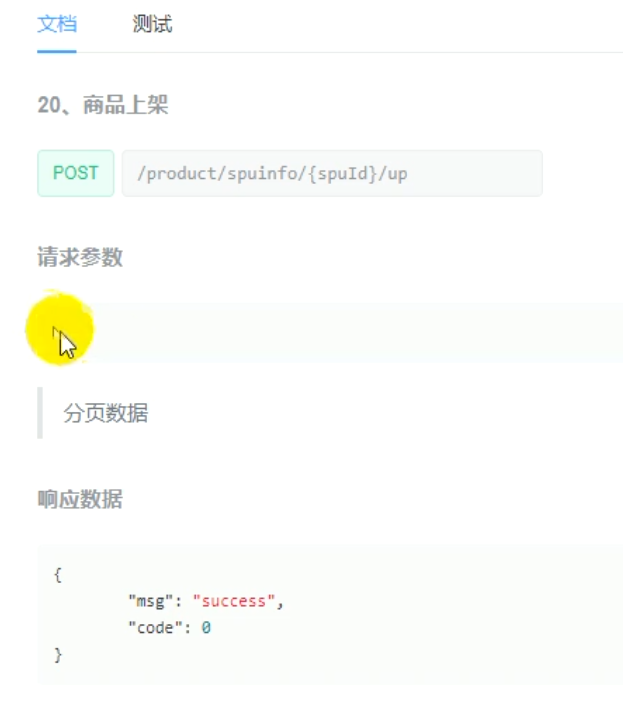 文档 测试
20、商品上架
POST /product/spuinfo/{spuId}/up
请求参数
分页数据
响应数据
{
"msg": "success",
"code": 0
}